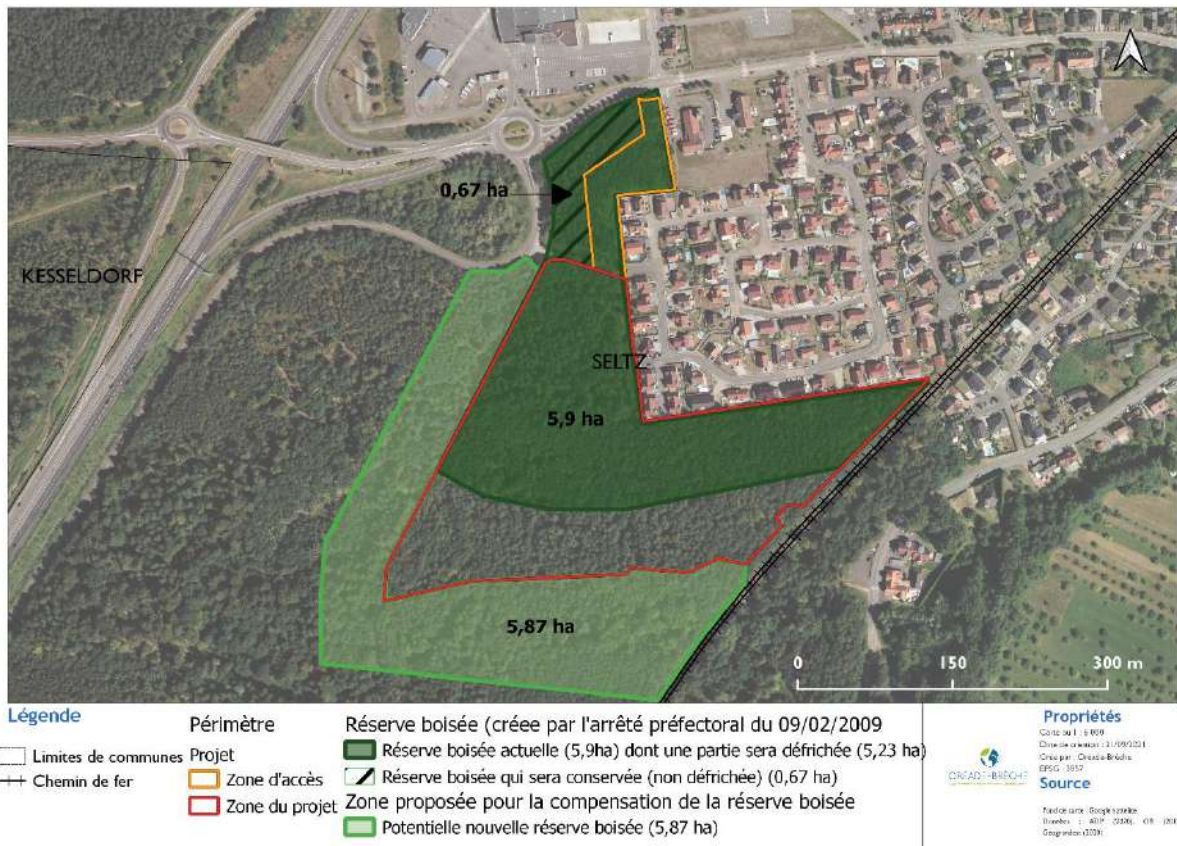 0,67 ha
KESSELDORF
SELTZ
5,9 ha
5,87 ha
0 150 300 m
Légende
Limites de communes
Chemin de fer
Périmètre
Projet
Zone d'accès
Zone du projet
Réserve boisée (créee par l'arrêté préfectoral du 09/02/2009
Réserve boisée actuelle (5,9ha) dont une partie sera défrichée (5,23 ha)
Réserve boisée qui sera conservée (non défrichée) (0,67 ha)
Zone proposée pour la compensation de la réserve boisée
Potentielle nouvelle réserve boisée (5,87 ha)
Propriétés
Source